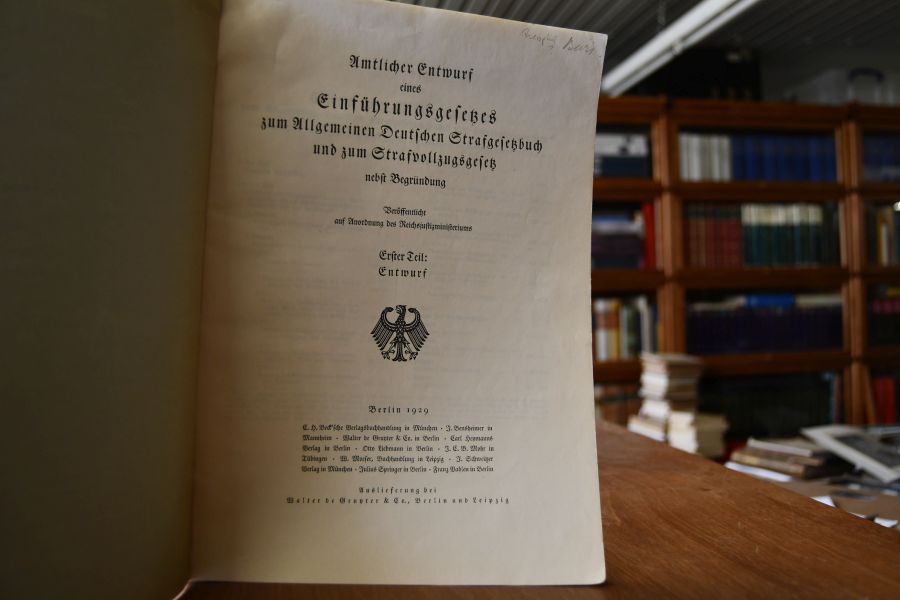 Amtlicher Entwurf
eines
Einführungsgesetzes
zum Allgemeinen Deutschen Strafgesetzbuch
und zum Strafvollzugsgesetz
nebst Begründung
Veröffentlicht
auf Anordnung des Reichsjustizministeriums
Erster Teil:
Entwurf
Berlin 1929
C. H. Beck'sche Verlagsbuchhandlung in München · J. Bensheimer in
Mannheim · Walter de Gruyter & Co. in Berlin · Carl Heymanns
Verlag in Berlin · Otto Liebmann in Berlin · J. C. B. Mohr in
Tübingen · W. Moeser, Buchhandlung in Leipzig · J. Schweitzer
Verlag in München · Julius Springer in Berlin · Franz Vahlen in Berlin
Auslieferung bei
Walter de Gruyter & Co., Berlin und Leipzig